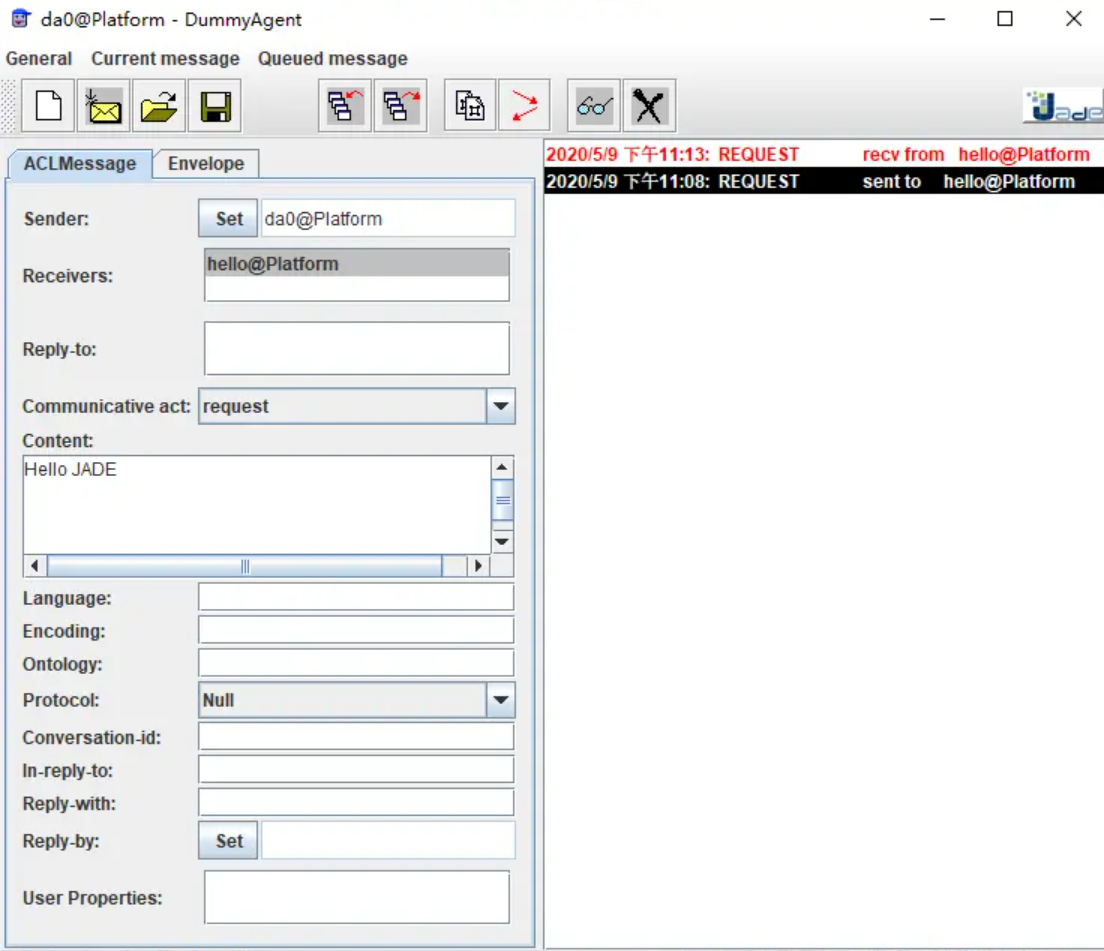 da0@Platform - DummyAgent
General Current message Queued message
Jade
ACLMessage Envelope
Sender: Set da0@Platform
Receivers: hello@Platform
Reply-to:
Communicative act: request
Content:
Hello JADE
Language:
Encoding:
Ontology:
Protocol: Null
Conversation-id:
In-reply-to:
Reply-with:
Reply-by: Set
User Properties:
2020/5/9 下午11:13: REQUEST recv from hello@Platform
2020/5/9 下午11:08: REQUEST sent to hello@Platform